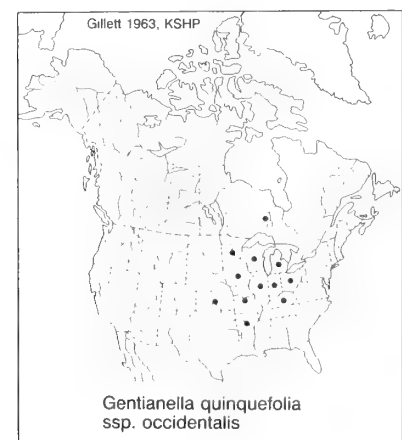 Gillett 1963, KSHP
Gentianella quinquefolia
ssp. occidentalis